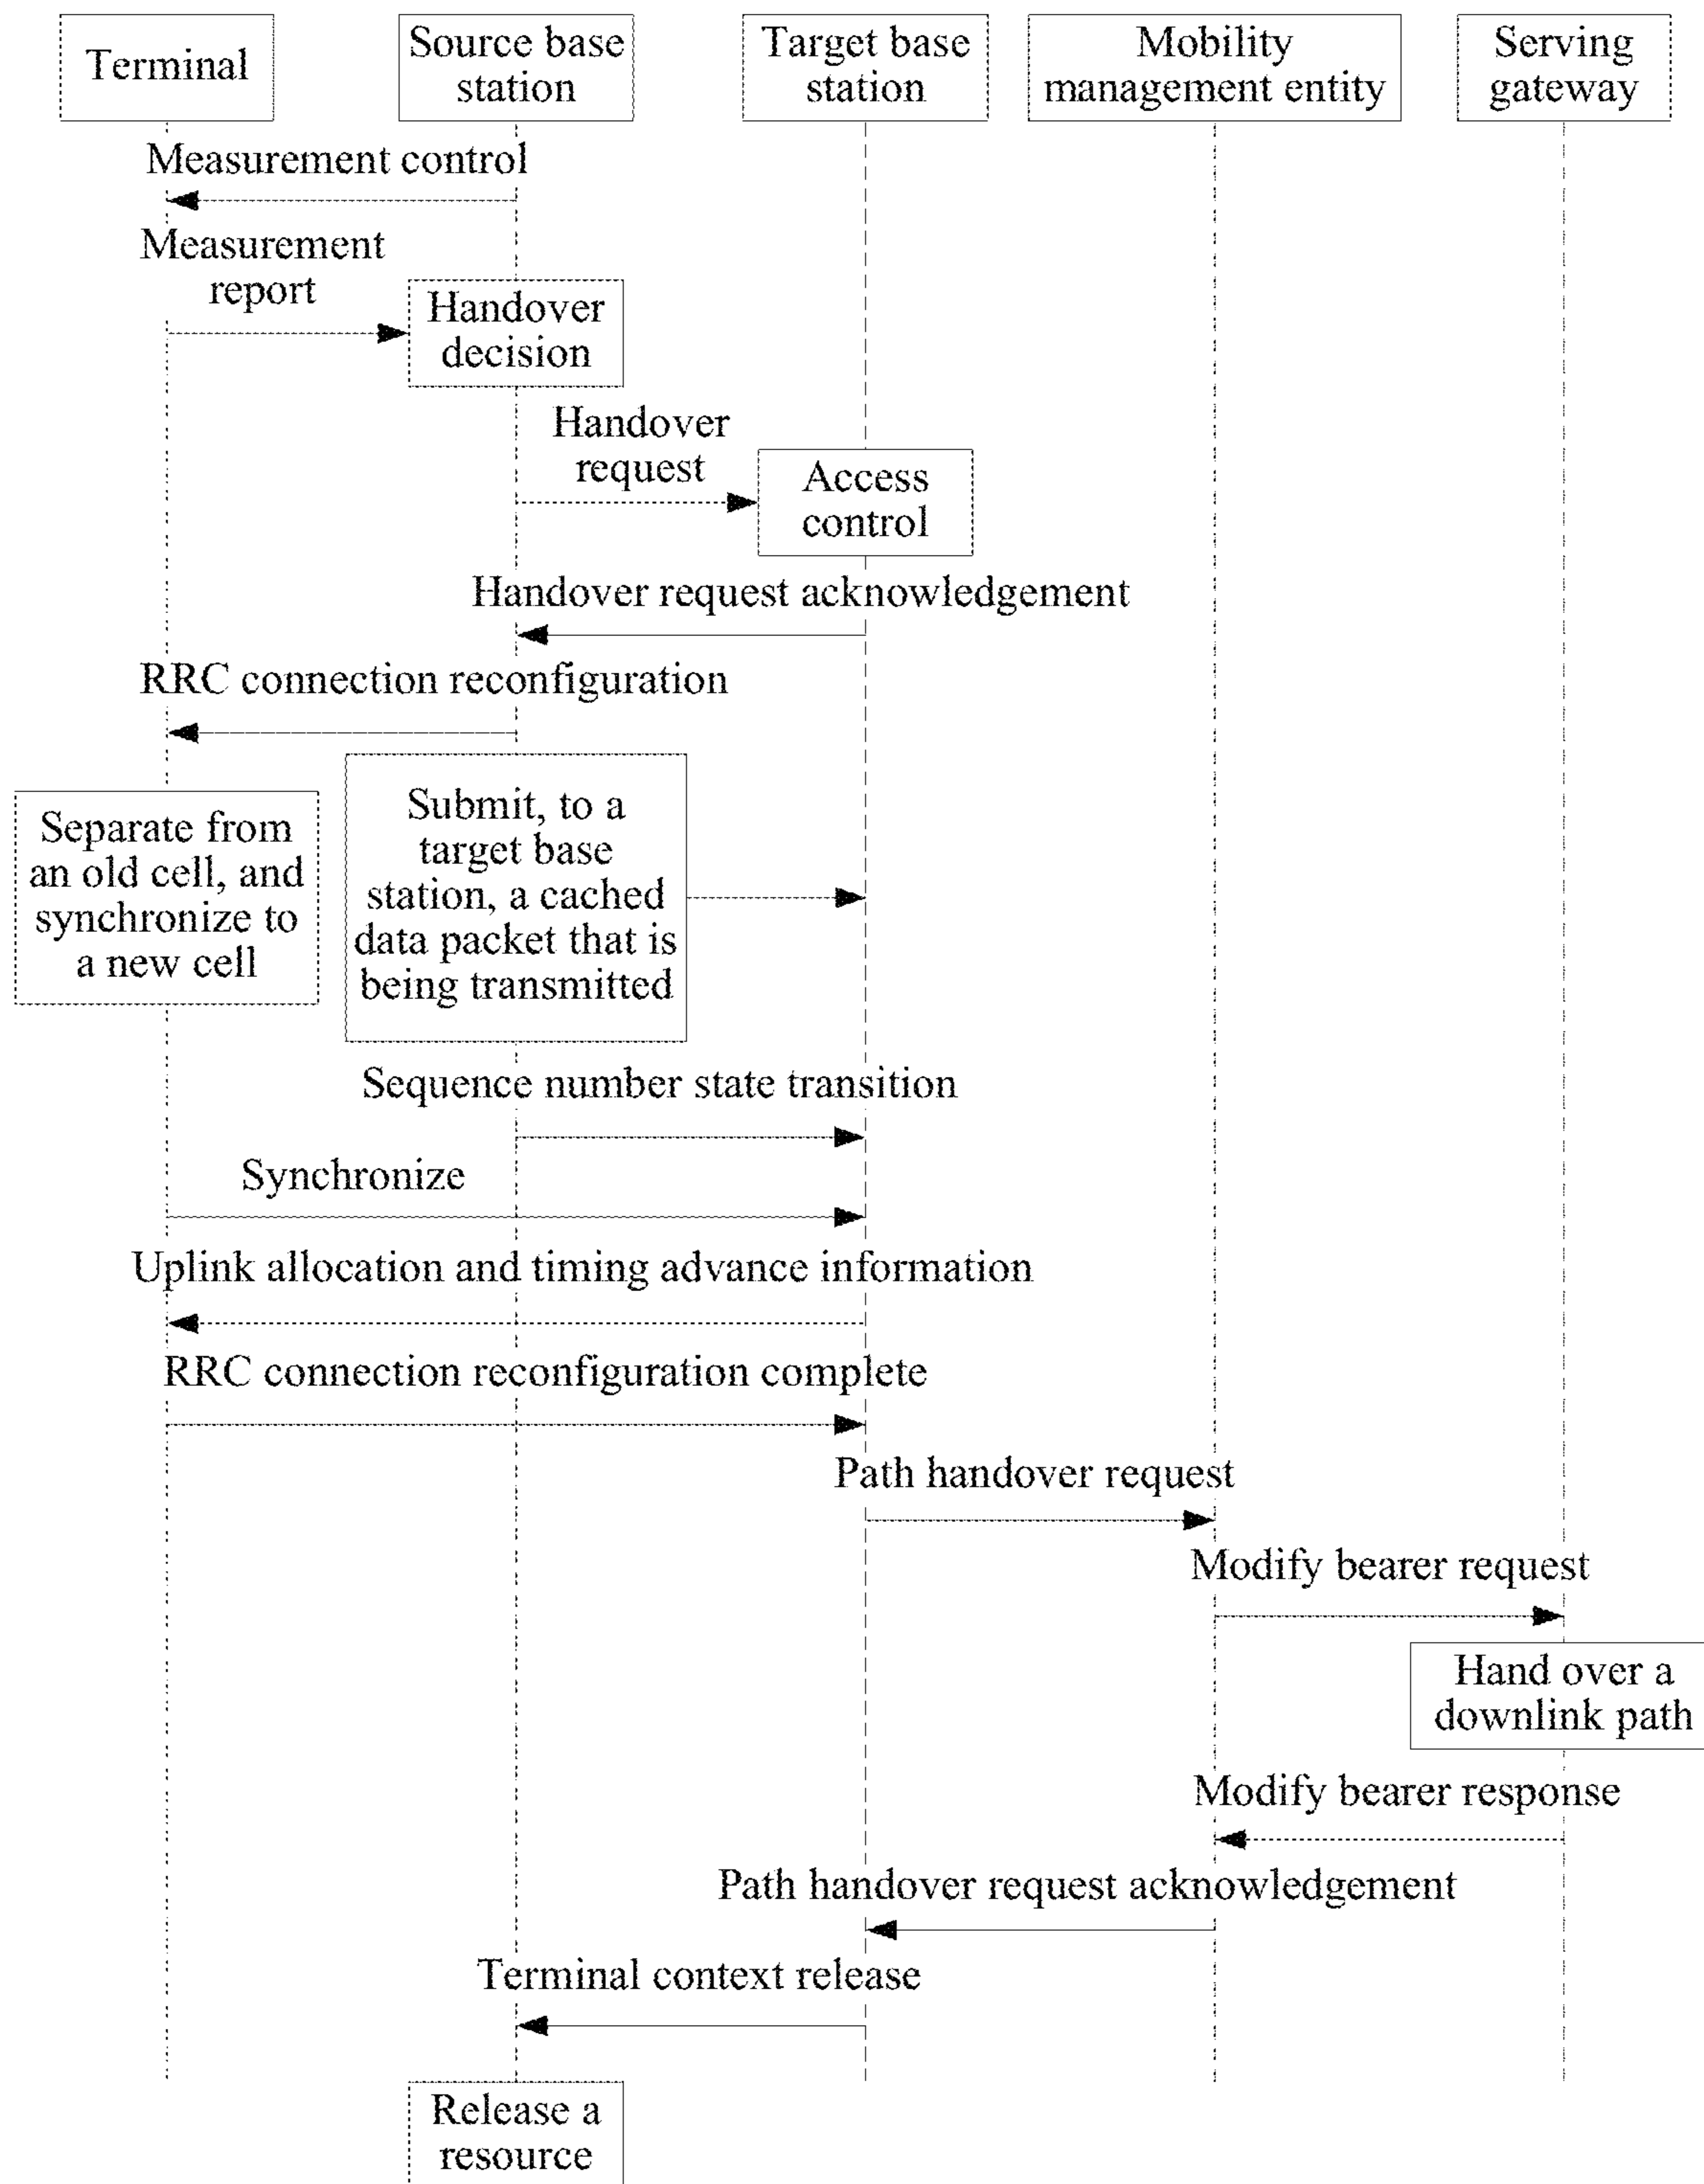 Terminal
Source base
station
Target base
station
Mobility
management entity
Serving
gateway
Measurement control
Measurement
report
Handover
decision
Handover
request
Access
control
Handover request acknowledgement
RRC connection reconfiguration
Separate from
an old cell, and
synchronize to
a new cell
Submit, to a
target base
station, a cached
data packet that is
being transmitted
Sequence number state transition
Synchronize
Uplink allocation and timing advance information
RRC connection reconfiguration complete
Path handover request
Modify bearer request
Hand over a
downlink path
Modify bearer response
Path handover request acknowledgement
Terminal context release
Release a
resource